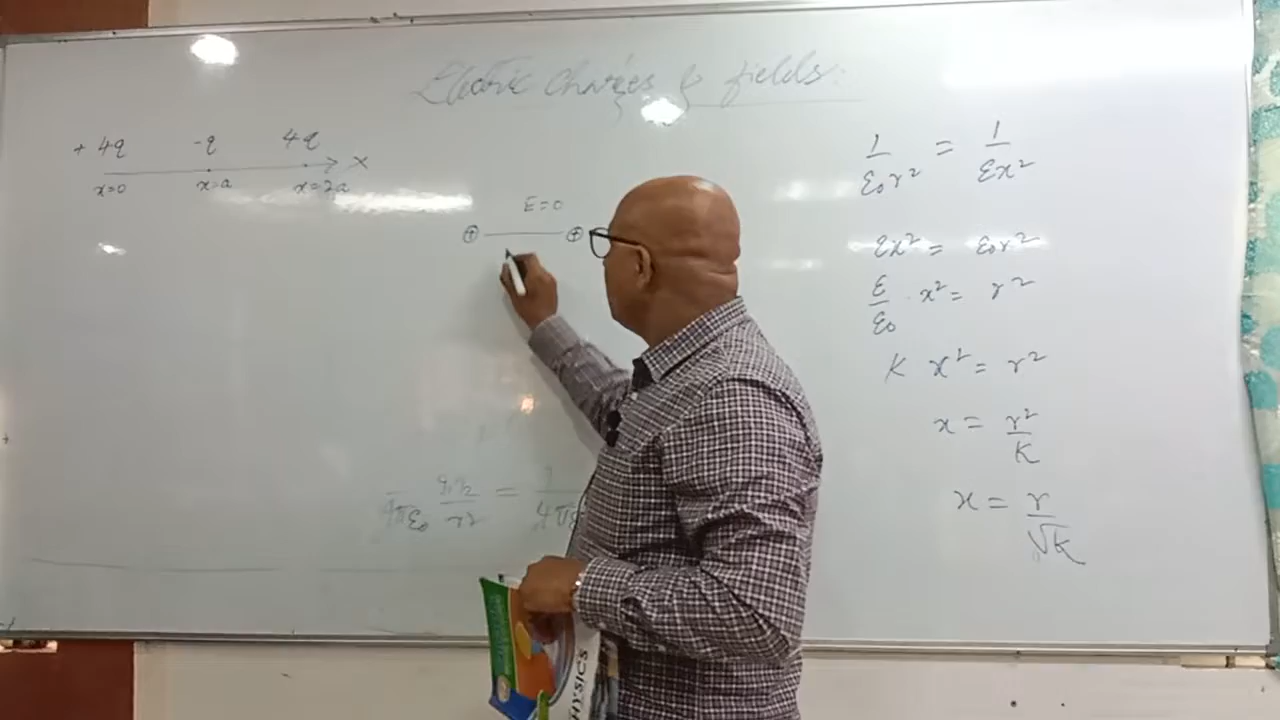 Electric Charges & fields:
+ 4q -q 4q
x=0 x=a x=2a x
E=0
⊕ ⊕
1/ε₀r² = 1/εx²
εx² = ε₀r²
ε/ε₀ · x² = r²
K x² = r²
x = r²/K
x = r/√K
4πε₀ q₁q₂/r² = 1/4πε
PHYSICS